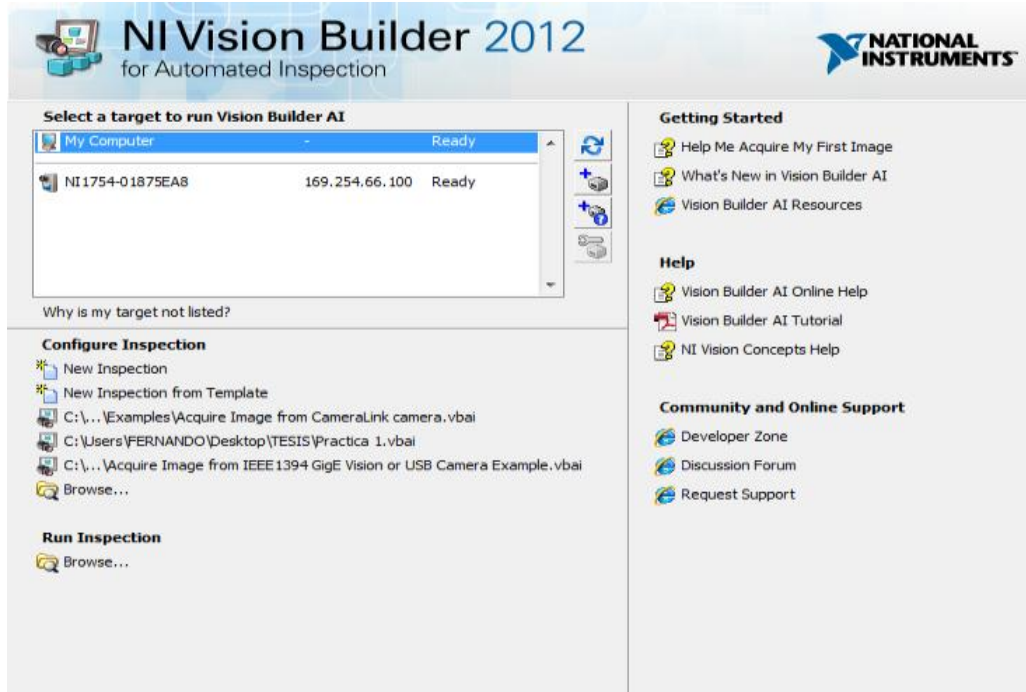 NI Vision Builder 2012
for Automated Inspection
NATIONAL
INSTRUMENTS
Select a target to run Vision Builder AI
My Computer - Ready
NI1754-01875EA8 169.254.66.100 Ready
Why is my target not listed?
Configure Inspection
New Inspection
New Inspection from Template
C:\...\Examples\Acquire Image from CameraLink camera.vbai
C:\Users\FERNANDO\Desktop\TESIS\Practica 1.vbai
C:\...\Acquire Image from IEEE1394 GigE Vision or USB Camera Example.vbai
Browse...
Run Inspection
Browse...
Getting Started
Help Me Acquire My First Image
What's New in Vision Builder AI
Vision Builder AI Resources
Help
Vision Builder AI Online Help
Vision Builder AI Tutorial
NI Vision Concepts Help
Community and Online Support
Developer Zone
Discussion Forum
Request Support